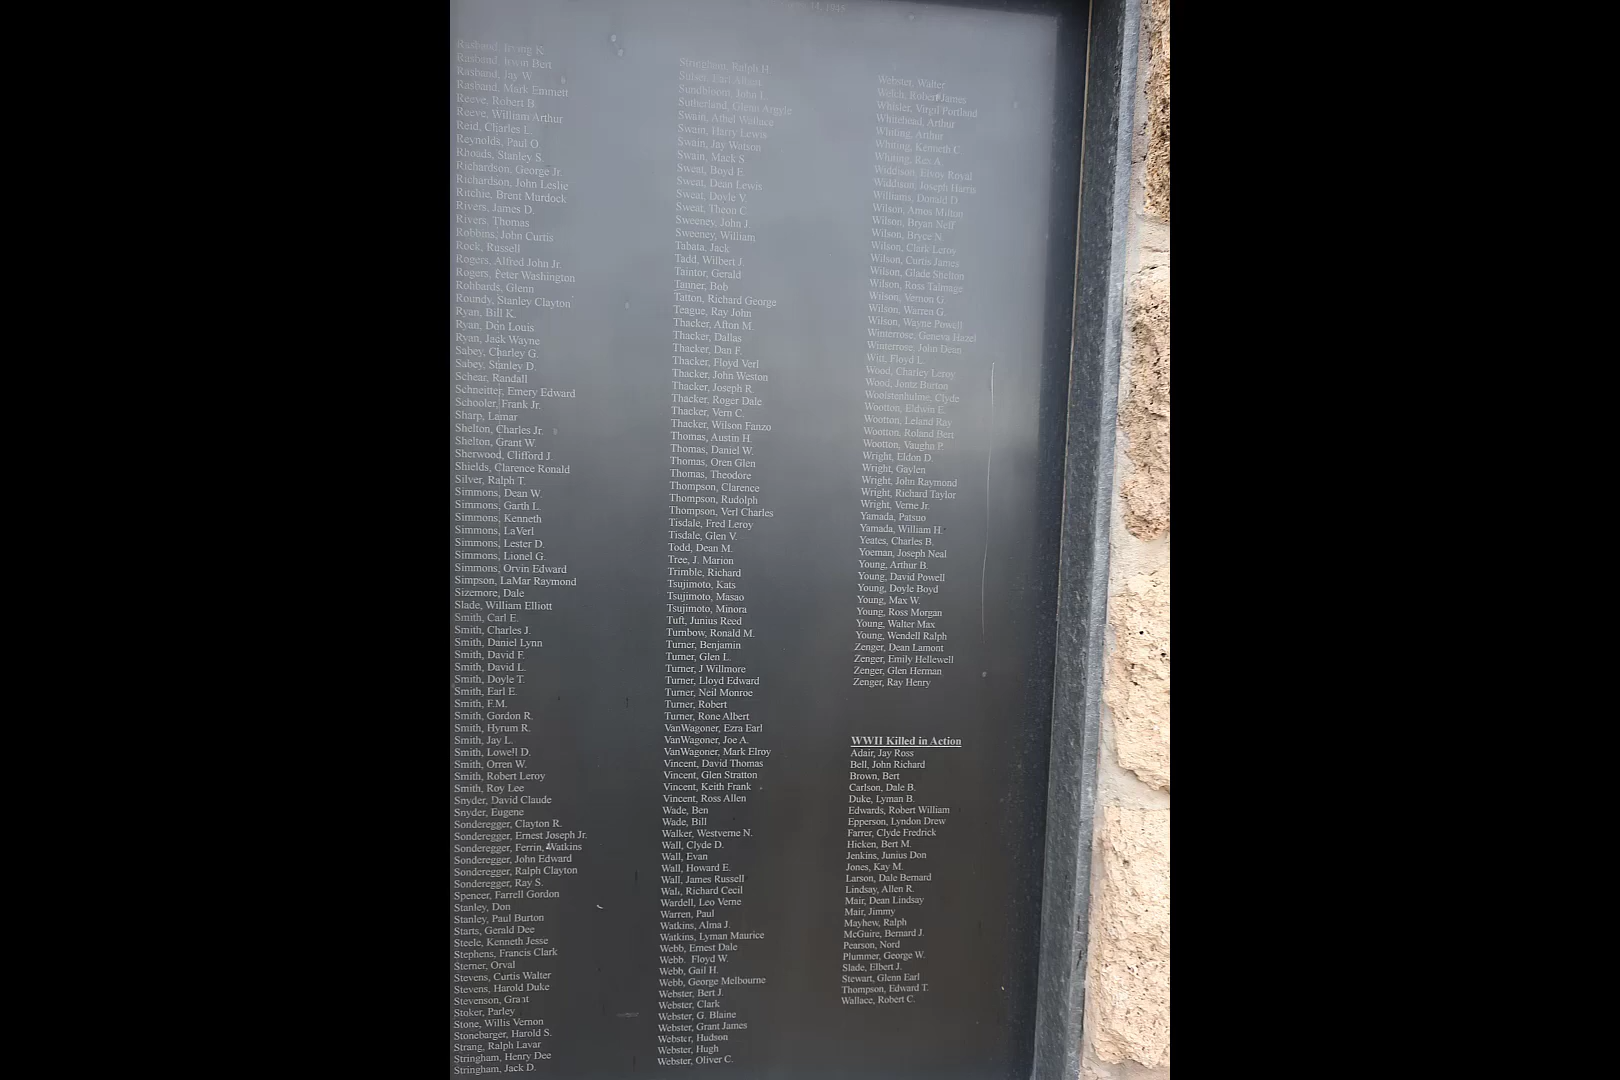 Rasband, Irving K.
Rasband, Irwin Bert
Rasband, Jay W.
Rasband, Mark Emmett
Reeve, Robert B.
Reeve, William Arthur
Reid, Charles L.
Reynolds, Paul O.
Rhoads, Stanley S.
Richardson, George Jr.
Richardson, John Leslie
Ritchie, Brent Murdock
Rivers, James D.
Rivers, Thomas
Robbins, John Curtis
Rock, Russell
Rogers, Alfred John Jr.
Rogers, Peter Washington
Rohbards, Glenn
Roundy, Stanley Clayton
Ryan, Bill K.
Ryan, Don Louis
Ryan, Jack Wayne
Sabey, Charley G.
Sabey, Stanley D.
Schear, Randall
Schneitter, Emery Edward
Schooler, Frank Jr.
Sharp, Lamar
Shelton, Charles Jr.
Shelton, Grant W.
Sherwood, Clifford J.
Shields, Clarence Ronald
Silver, Ralph T.
Simmons, Dean W.
Simmons, Garth L.
Simmons, Kenneth
Simmons, LaVerl
Simmons, Lester D.
Simmons, Lionel G.
Simmons, Orvin Edward
Simpson, LaMar Raymond
Sizemore, Dale
Slade, William Elliott
Smith, Carl E.
Smith, Charles J.
Smith, Daniel Lynn
Smith, David F.
Smith, David L.
Smith, Doyle T.
Smith, Earl E.
Smith, F.M.
Smith, Gordon R.
Smith, Hyrum R.
Smith, Jay L.
Smith, Lowell D.
Smith, Orren W.
Smith, Robert Leroy
Smith, Roy Lee
Snyder, David Claude
Snyder, Eugene
Sonderegger, Clayton R.
Sonderegger, Ernest Joseph Jr.
Sonderegger, Ferrin Watkins
Sonderegger, John Edward
Sonderegger, Ralph Clayton
Sonderegger, Ray S.
Spencer, Farrell Gordon
Stanley, Don
Stanley, Paul Burton
Starts, Gerald Dee
Steele, Kenneth Jesse
Stephens, Francis Clark
Sterner, Orval
Stevens, Curtis Walter
Stevens, Harold Duke
Stevenson, Grant
Stoker, Parley
Stone, Willis Vernon
Stonebarger, Harold S.
Strang, Ralph Lavar
Stringham, Henry Dee
Stringham, Jack D.
Stringham, Ralph H.
Sulser, Earl
Sundbloom, John L.
Sutherland, Glenn Argyle
Swain, Athel Wallace
Swain, Harry Lewis
Swain, Jay Watson
Swain, Mack S
Sweat, Boyd E
Sweat, Dean Lewis
Sweat, Doyle V.
Sweat, Theon C.
Sweeney, John J.
Sweeney, William
Tabata, Jack
Tadd, Wilbert J.
Taintor, Gerald
Tanner, Bob
Tatton, Richard George
Teague, Ray John
Thacker, Afton M.
Thacker, Dallas
Thacker, Dan F.
Thacker, Floyd Verl
Thacker, John Weston
Thacker, Joseph R.
Thacker, Roger Dale
Thacker, Vern C.
Thacker, Wilson Fanzo
Thomas, Austin H.
Thomas, Daniel W.
Thomas, Oren Glen
Thomas, Theodore
Thompson, Clarence
Thompson, Rudolph
Thompson, Verl Charles
Tisdale, Fred Leroy
Tisdale, Glen V.
Todd, Dean M.
Tree, J. Marion
Trimble, Richard
Tsujimoto, Kats
Tsujimoto, Masao
Tsujimoto, Minora
Tuft, Junius Reed
Turnbow, Ronald M.
Turner, Benjamin
Turner, Glen L.
Turner, J Willmore
Turner, Lloyd Edward
Turner, Neil Monroe
Turner, Robert
Turner, Rone Albert
VanWagoner, Ezra Earl
VanWagoner, Joe A.
VanWagoner, Mark Elroy
Vincent, David Thomas
Vincent, Glen Stratton
Vincent, Keith Frank
Vincent, Ross Allen
Wade, Ben
Wade, Bill
Walker, Westverne N.
Wall, Clyde D.
Wall, Evan
Wall, Howard E.
Wall, James Russell
Wall, Richard Cecil
Wardell, Leo Verne
Warren, Paul
Watkins, Alma J.
Watkins, Lyman Maurice
Webb, Ernest Dale
Webb. Floyd W.
Webb, Gail H.
Webb, George Melbourne
Webster, Bert J.
Webster, Clark
Webster, G. Blaine
Webster, Grant James
Webster, Hudson
Webster, Hugh
Webster, Oliver C.
Webster, Walter
Welch, Robert James
Whisler, Virgil Portland
Whitehead, Arthur
Whiting, Arthur
Whiting, Kenneth C.
Whiting, Rex A.
Widdison, Elroy Royal
Widdison, Joseph Harris
Williams, Donald D.
Wilson, Amos Milton
Wilson, Bryan Neff
Wilson, Bryce N.
Wilson, Clark Leroy
Wilson, Curtis James
Wilson, Glade Shelton
Wilson, Ross Talmage
Wilson, Vernon G.
Wilson, Warren G.
Wilson, Wayne Powell
Winterrose, Geneva Hazel
Winterrose, John Dean
Witt, Floyd L.
Wood, Charley Leroy
Wood, Jontz Burton
Woolstenhulme, Clyde
Wootton, Eldwin E.
Wootton, Leland Ray
Wootton, Roland Bert
Wootton, Vaughn P.
Wright, Eldon D.
Wright, Gaylen
Wright, John Raymond
Wright, Richard Taylor
Wright, Verne Jr.
Yamada, Patsuo
Yamada, William H.
Yeates, Charles B.
Yoeman, Joseph Neal
Young, Arthur B.
Young, David Powell
Young, Doyle Boyd
Young, Max W.
Young, Ross Morgan
Young, Walter Max
Young, Wendell Ralph
Zenger, Dean Lamont
Zenger, Emily Hellewell
Zenger, Glen Herman
Zenger, Ray Henry
WWII Killed in Action
Adair, Jay Ross
Bell, John Richard
Brown, Bert
Carlson, Dale B.
Duke, Lyman B.
Edwards, Robert William
Epperson, Lyndon Drew
Farrer, Clyde Fredrick
Hicken, Bert M.
Jenkins, Junius Don
Jones, Kay M.
Larson, Dale Bernard
Lindsay, Allen R.
Mair, Dean Lindsay
Mair, Jimmy
Mayhew, Ralph
McGuire, Bernard J.
Pearson, Nord
Plummer, George W.
Slade, Elbert J.
Stewart, Glenn Earl
Thompson, Edward T.
Wallace, Robert C.